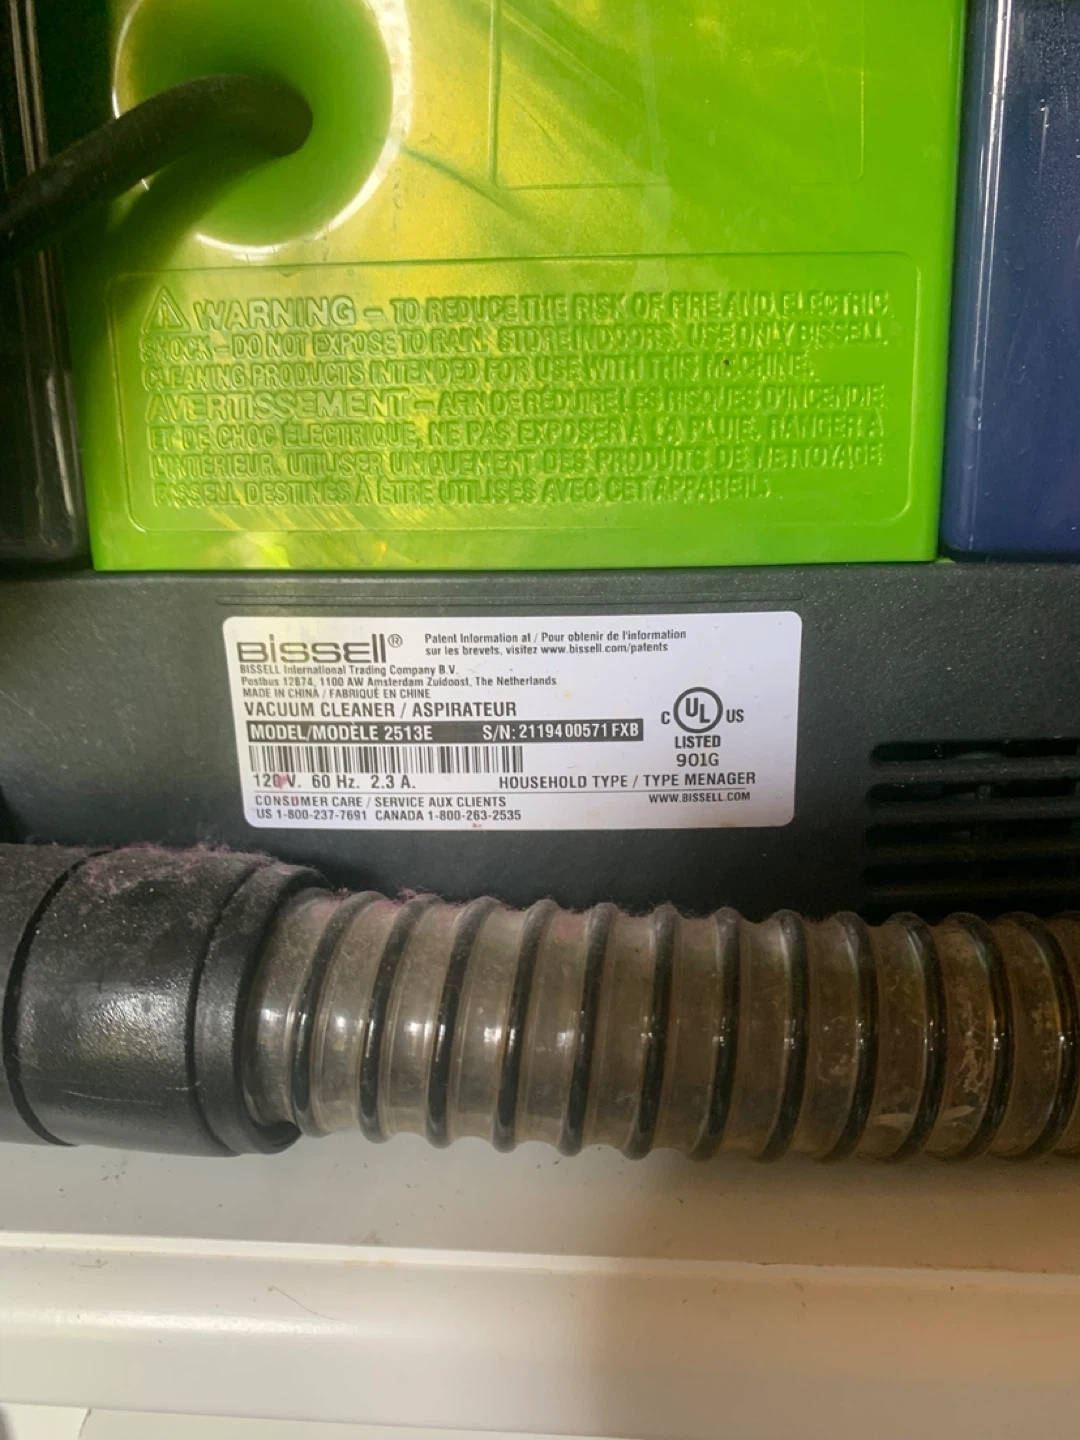 WARNING – TO REDUCE THE RISK OF FIRE AND ELECTRIC
SHOCK – DO NOT EXPOSE TO RAIN. STORE INDOORS. USE ONLY BISSELL
CLEANING PRODUCTS INTENDED FOR USE WITH THIS MACHINE.
AVERTISSEMENT – AFIN DE RÉDUIRE LES RISQUES D'INCENDIE
ET DE CHOC ÉLECTRIQUE, NE PAS EXPOSER À LA PLUIE. RANGER À
L'INTÉRIEUR. UTILISER UNIQUEMENT DES PRODUITS DE NETTOYAGE
BISSELL DESTINÉS À ÊTRE UTILISÉS AVEC CET APPAREIL.
BISSELL® Patent Information at / Pour obtenir de l'information
sur les brevets, visitez www.bissell.com/patents
BISSELL International Trading Company B.V.
Postbus 12874, 1100 AW Amsterdam Zuidoost, The Netherlands
MADE IN CHINA / FABRIQUÉ EN CHINE
VACUUM CLEANER / ASPIRATEUR
MODEL/MODÈLE 2513E S/N: 2119400571FXB
C UL US
LISTED
901G
120 V. 60 Hz. 2.3 A. HOUSEHOLD TYPE / TYPE MENAGER
CONSUMER CARE / SERVICE AUX CLIENTS WWW.BISSELL.COM
US 1-800-237-7691 CANADA 1-800-263-2535